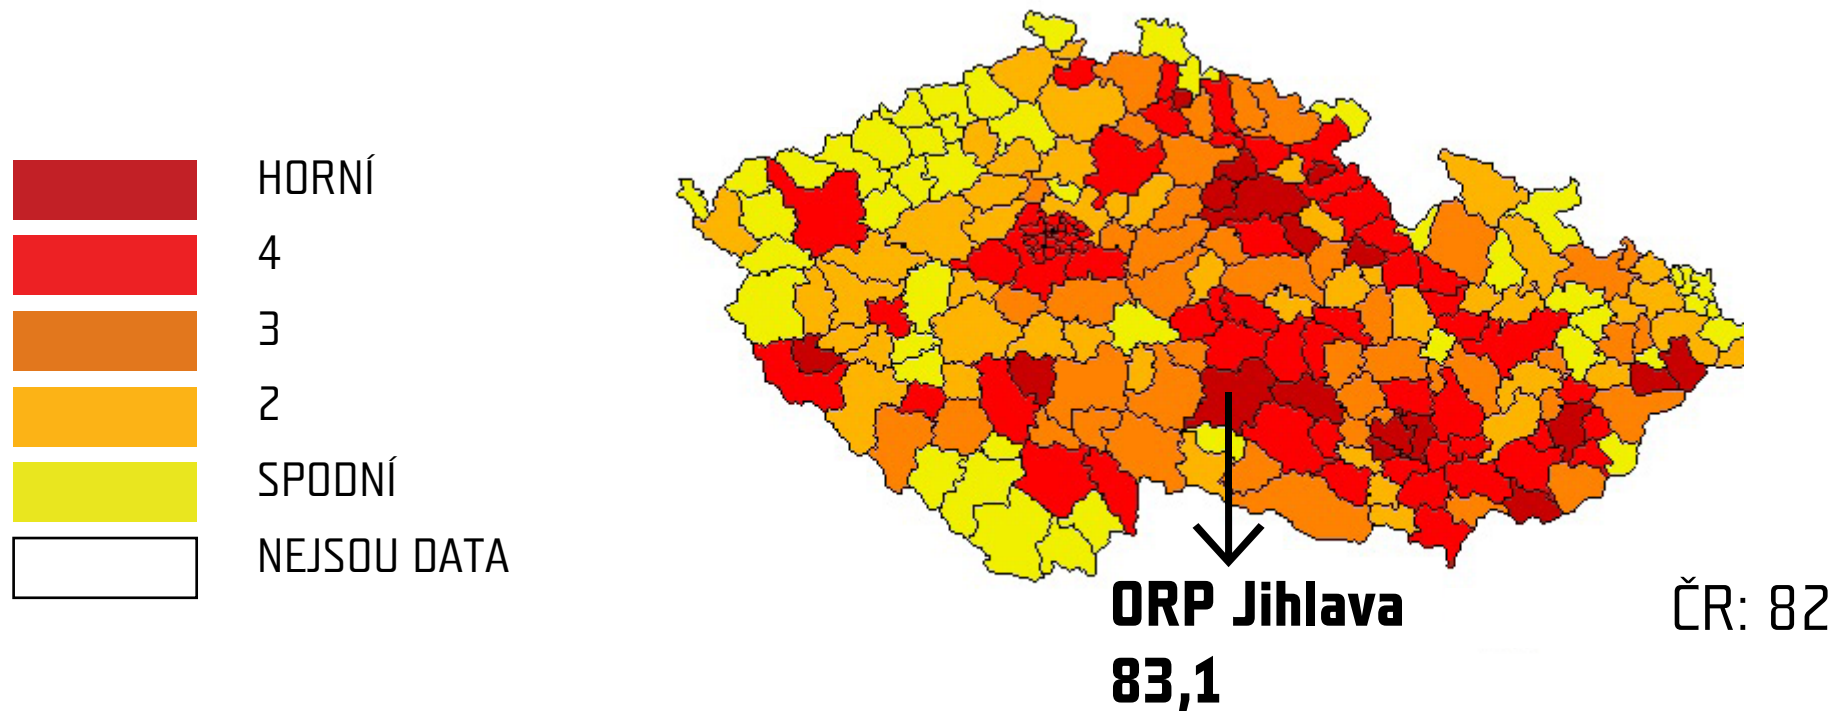 HORNÍ
4
3
2
SPODNÍ
NEJSOU DATA
ORP Jihlava
83,1
ČR: 82